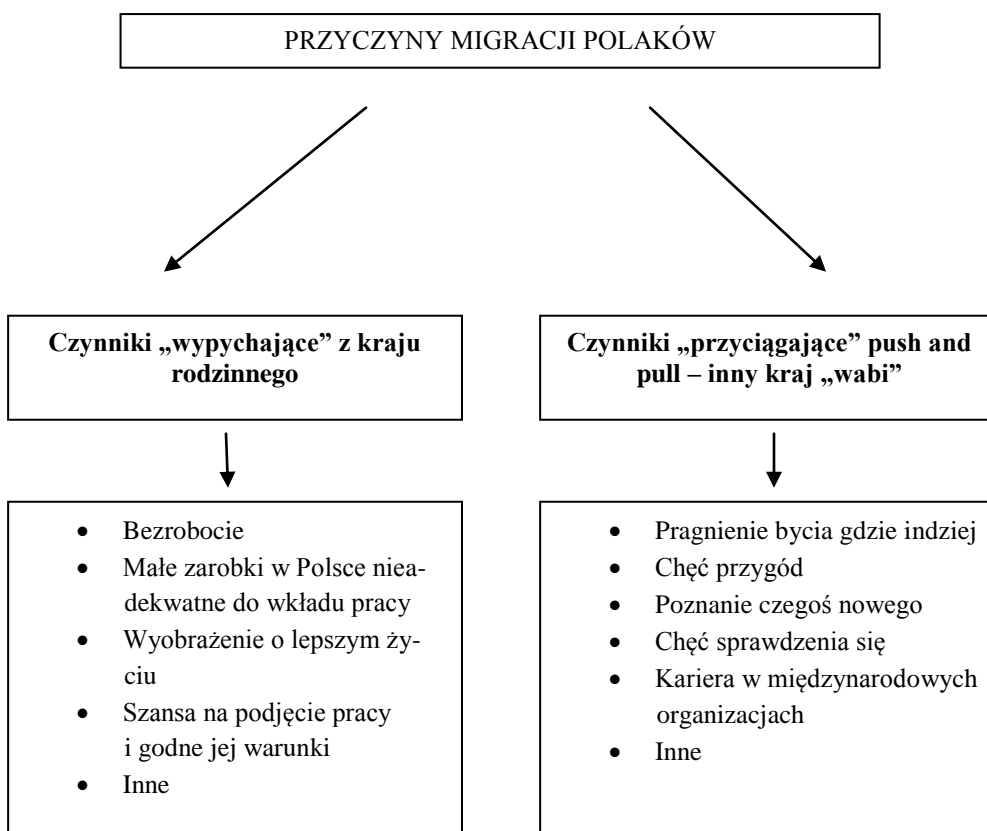 PRZYCZYNY MIGRACJI POLAKÓW
Czynniki „wypychające” z kraju
rodzinnego
Czynniki „przyciągające” push and
pull – inny kraj „wabi”
• Bezrobocie
• Małe zarobki w Polsce niea-
dekwatne do wkładu pracy
• Wyobrażenie o lepszym ży-
ciu
• Szansa na podjęcie pracy
i godne jej warunki
• Inne
• Pragnienie bycia gdzie indziej
• Chęć przygód
• Poznanie czegoś nowego
• Chęć sprawdzenia się
• Kariera w międzynarodowych
organizacjach
• Inne